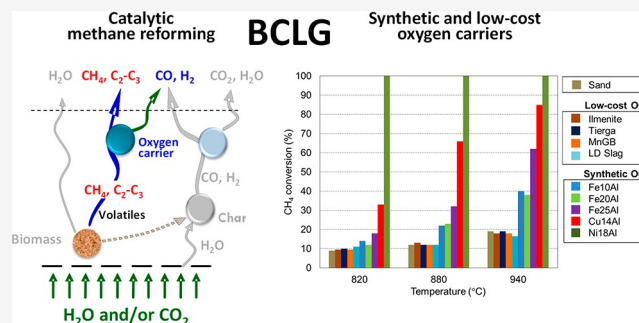 Catalytic
methane reforming
BCLG
Synthetic and low-cost
oxygen carriers
H₂O
CH₄, C₂-C₃
CO, H₂
CO₂, H₂O
Oxygen
carrier
CO, H₂
CH₄, C₂-C₃
Volatiles
Char
Biomass
H₂O
H₂O and/or CO₂
CH₄ conversion (%)
100
90
80
70
60
50
40
30
20
10
0
820
880
940
Temperature (°C)
Sand
Low-cost O
Ilmenite
Tierga
MnGB
LD Slag
Synthetic O
Fe10Al
Fe20Al
Fe25Al
Cu14Al
Ni18Al